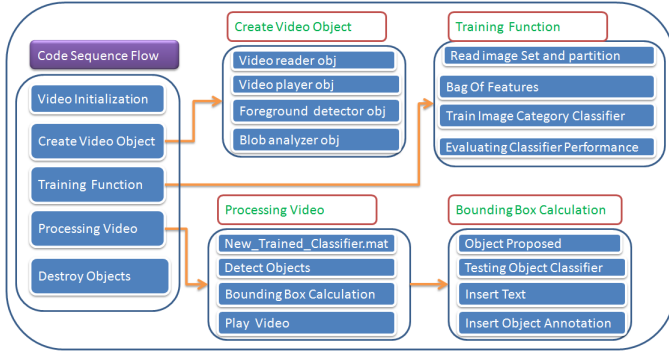 Code Sequence Flow
Video Initialization
Create Video Object
Training Function
Processing Video
Destroy Objects
Create Video Object
Video reader obj
Video player obj
Foreground detector obj
Blob analyzer obj
Training Function
Read image Set and partition
Bag Of Features
Train Image Category Classifier
Evaluating Classifier Performance
Processing Video
New_Trained_Classifier.mat
Detect Objects
Bounding Box Calculation
Play Video
Bounding Box Calculation
Object Proposed
Testing Object Classifier
Insert Text
Insert Object Annotation